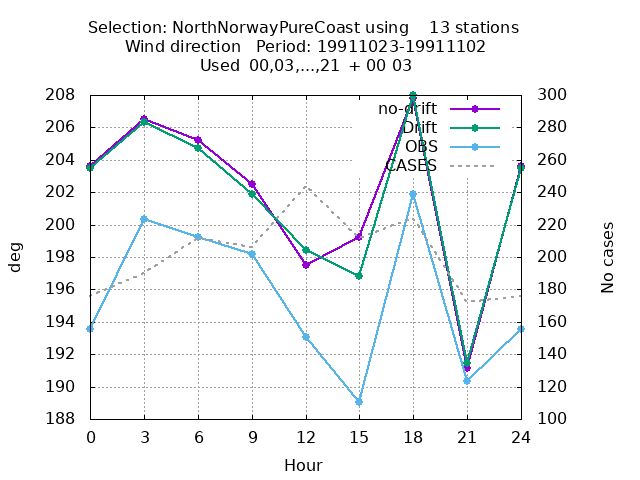 Selection: NorthNorwayPureCoast using    13 stations
Wind direction   Period: 19911023-19911102
Used  00,03,...,21 + 00 03
208
206
204
202
200
198
196
194
192
190
188
300
280
260
240
220
200
180
160
140
120
100
no-drift
Drift
OBS
CASES
deg
No cases
0 3 6 9 12 15 18 21 24
Hour